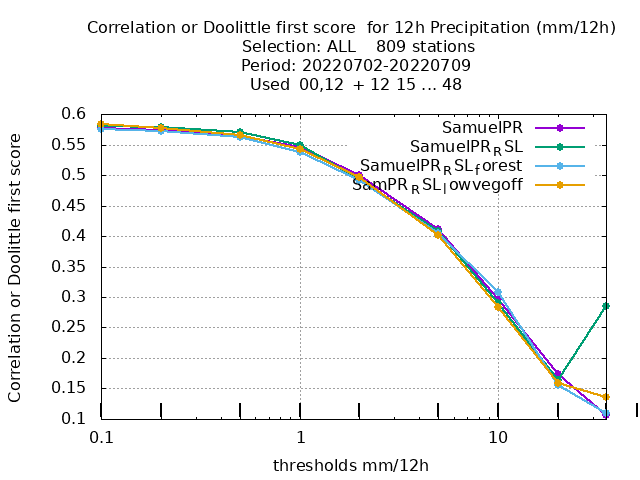 Correlation or Doolittle first score  for 12h Precipitation (mm/12h)
Selection: ALL    809 stations
Period: 20220702-20220709
Used  00,12  + 12 15 ... 48
Correlation or Doolittle first score
0.6
0.55
0.5
0.45
0.4
0.35
0.3
0.25
0.2
0.15
0.1
SamuelPR
SamuelPR_RSL
SamuelPR_RSL_forest
SamPR_RSL_lowvegoff
0.1
1
10
thresholds mm/12h